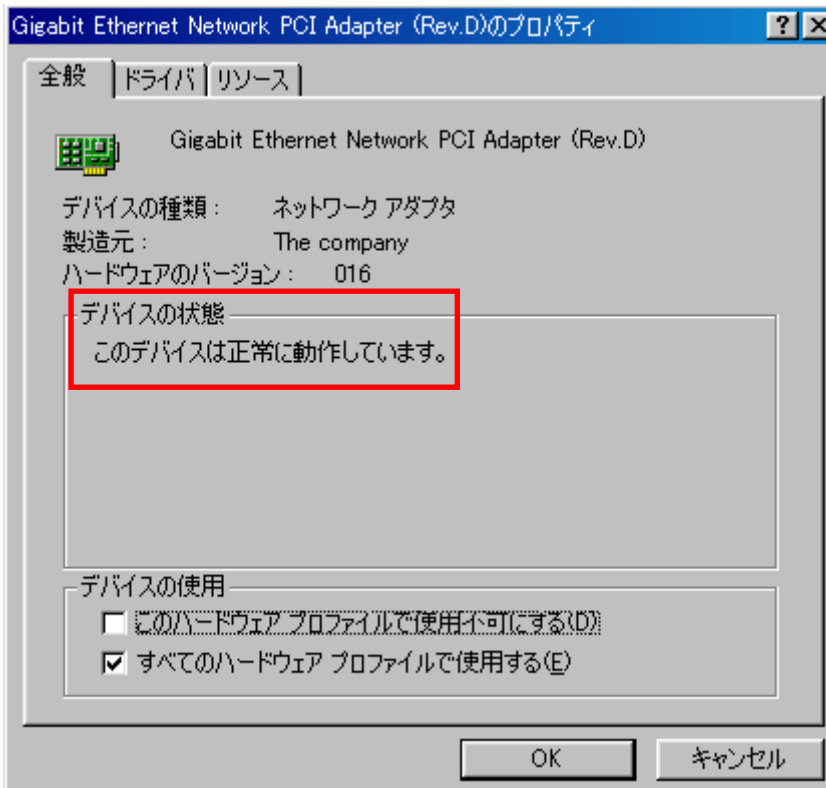 Gigabit Ethernet Network PCI Adapter (Rev.D)のプロパティ
全般 ドライバ リソース
Gigabit Ethernet Network PCI Adapter (Rev.D)
デバイスの種類: ネットワーク アダプタ
製造元: The company
ハードウェアのバージョン: 016
デバイスの状態
このデバイスは正常に動作しています。
デバイスの使用
このハードウェア プロファイルで使用不可にする(D)
すべてのハードウェア プロファイルで使用する(E)
OK キャンセル